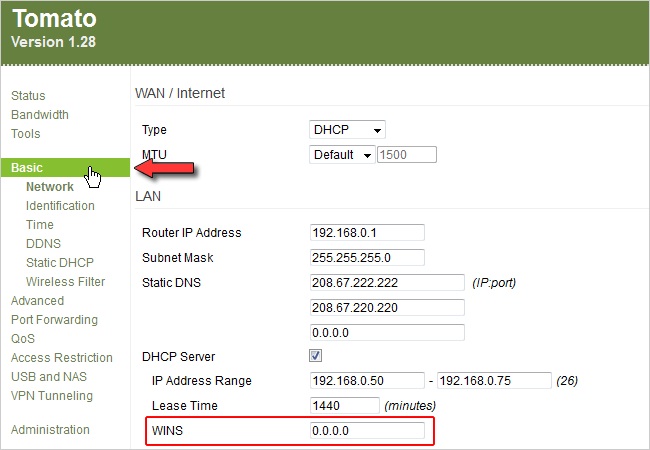 Tomato
Version 1.28
Status
Bandwidth
Tools
Basic
Network
Identification
Time
DDNS
Static DHCP
Wireless Filter
Advanced
Port Forwarding
QoS
Access Restriction
USB and NAS
VPN Tunneling
Administration
WAN / Internet
Type DHCP
MTU Default 1500
LAN
Router IP Address 192.168.0.1
Subnet Mask 255.255.255.0
Static DNS 208.67.222.222 (IP:port)
208.67.220.220
0.0.0.0
DHCP Server
IP Address Range 192.168.0.50 - 192.168.0.75 (26)
Lease Time 1440 (minutes)
WINS 0.0.0.0